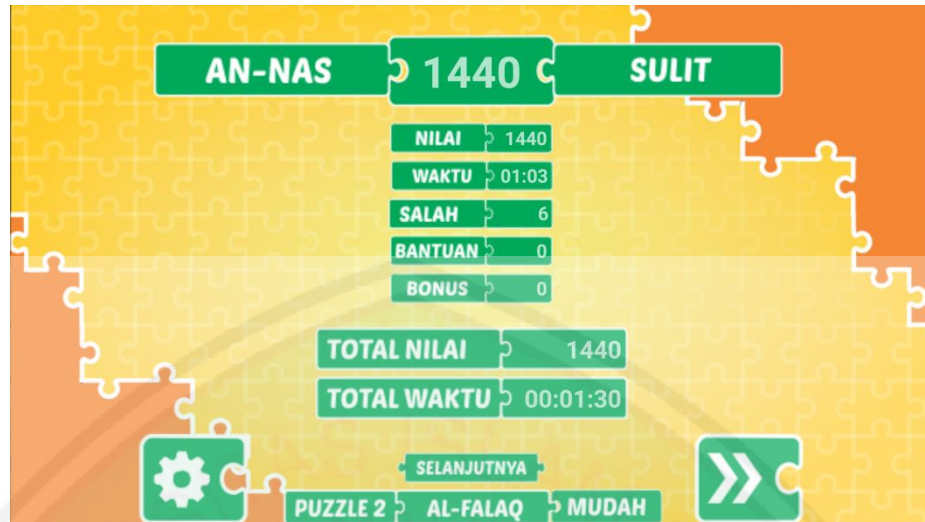 AN-NAS 1440 SULIT
NILAI 1440
WAKTU 01:03
SALAH 6
BANTUAN 0
BONUS 0
TOTAL NILAI 1440
TOTAL WAKTU 00:01:30
SELANJUTNYA
PUZZLE 2 AL-FALAQ MUDAH